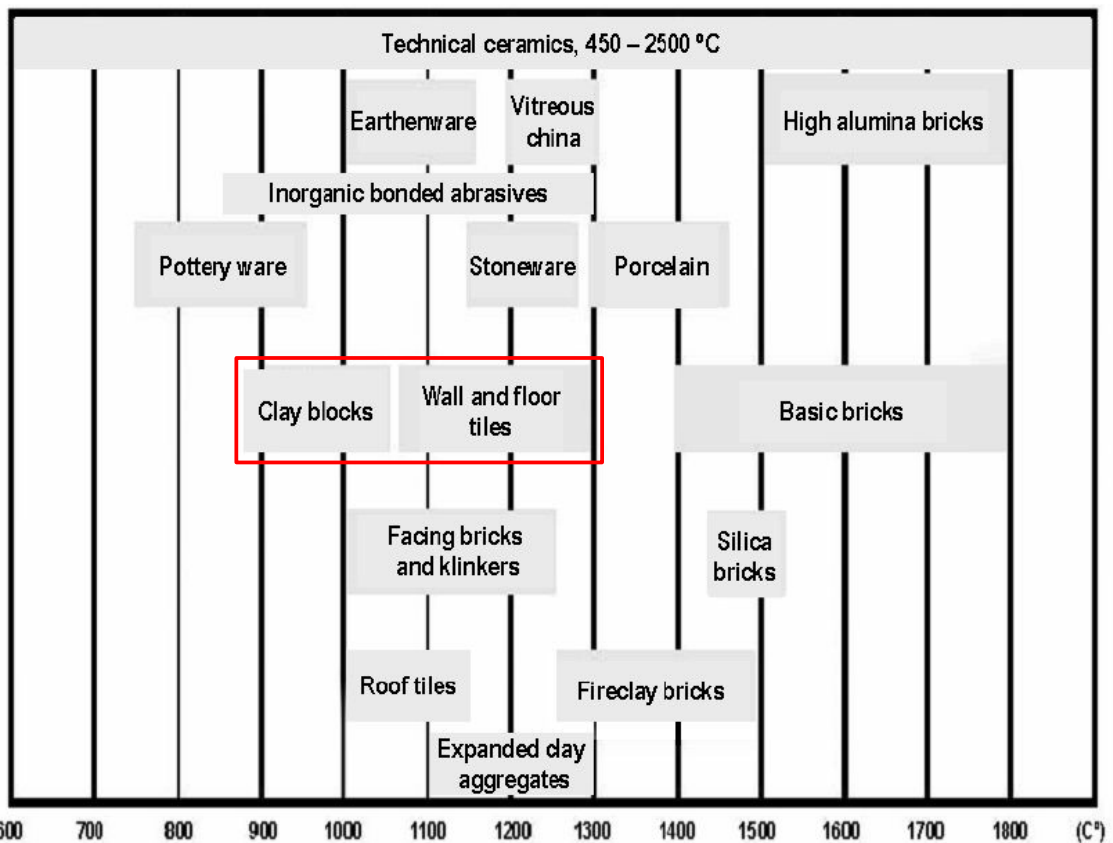 Technical ceramics, 450 – 2500 ºC
Earthenware
Vitreous
china
High alumina bricks
Inorganic bonded abrasives
Pottery ware
Stoneware
Porcelain
Clay blocks
Wall and floor
tiles
Basic bricks
Facing bricks
and klinkers
Silica
bricks
Roof tiles
Fireclay bricks
Expanded clay
aggregates
600 700 800 900 1000 1100 1200 1300 1400 1500 1600 1700 1800 (Cº)